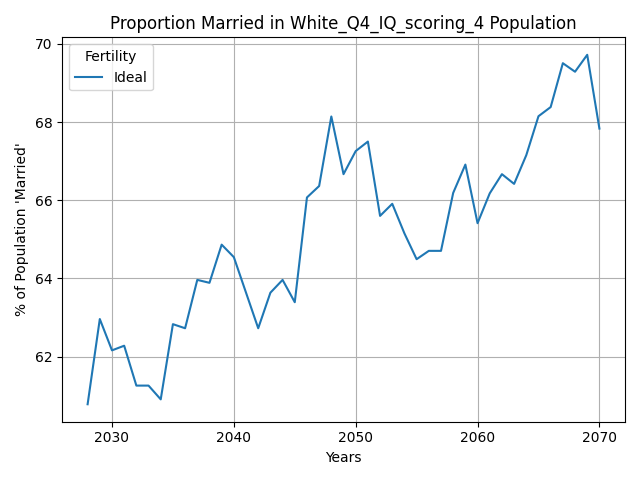 Proportion Married in White_Q4_IQ_scoring_4 Population
Fertility
Ideal
% of Population 'Married'
70
68
66
64
62
2030 2040 2050 2060 2070
Years